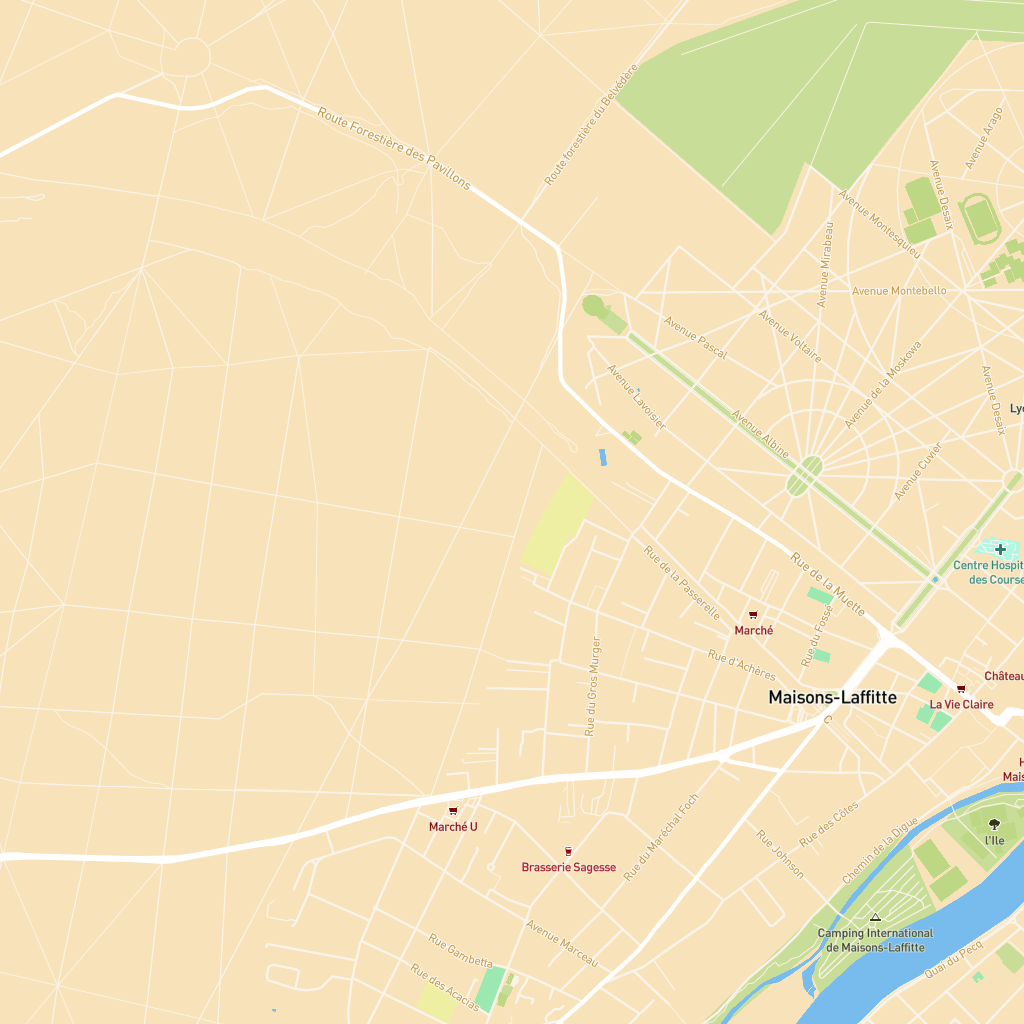 Route Forestière des Pavillons
Route forestière du Belvédère
Avenue Arago
Avenue Desaix
Avenue Montesquieu
Avenue Mirabeau
Avenue Montebello
Avenue Pascal
Avenue Voltaire
Avenue de la Moskowa
Avenue Lavoisier
Avenue Desaix
Avenue Albine
Avenue Cuvier
Rue de la Muette
Centre Hospit
des Course
Rue de la Passerelle
Marché
Rue du Fossé
Rue d'Achères
Rue du Gros Murger
Maisons-Laffitte
Château
La Vie Claire
Mais
Marché U
Brasserie Sagesse
Rue du Maréchal Foch
Rue Johnson
Rue des Côtes
Chemin de la Digue
l'Ile
Camping International
de Maisons-Laffitte
Quai du Pecq
Avenue Marceau
Rue Gambetta
Rue des Acacias